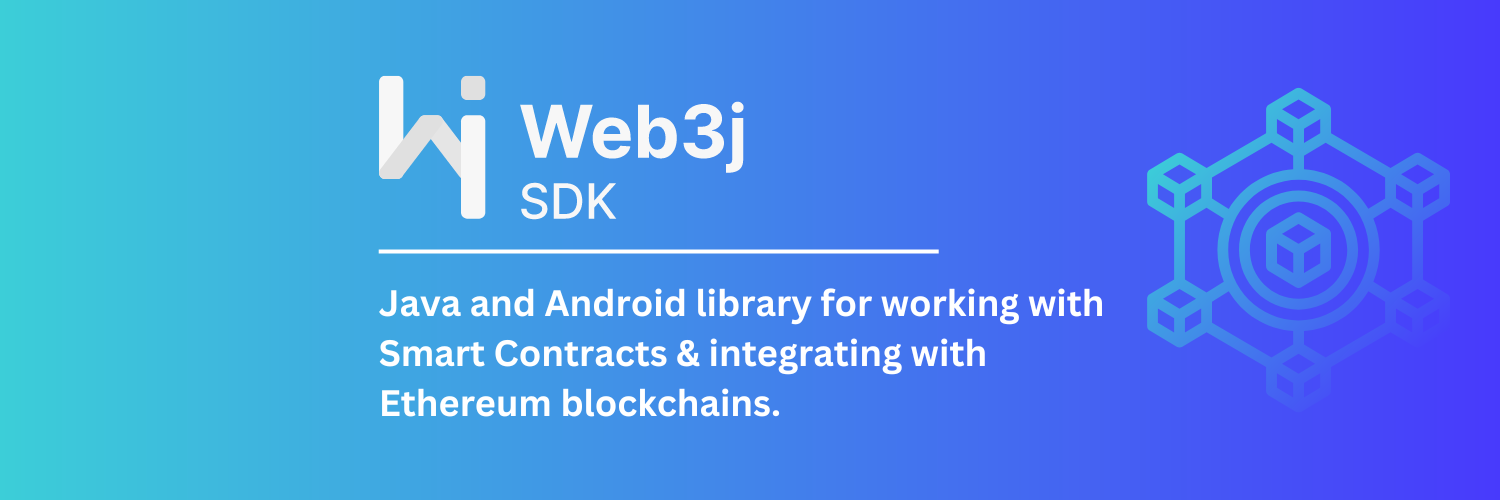 Web3j
SDK
Java and Android library for working with
Smart Contracts & integrating with
Ethereum blockchains.